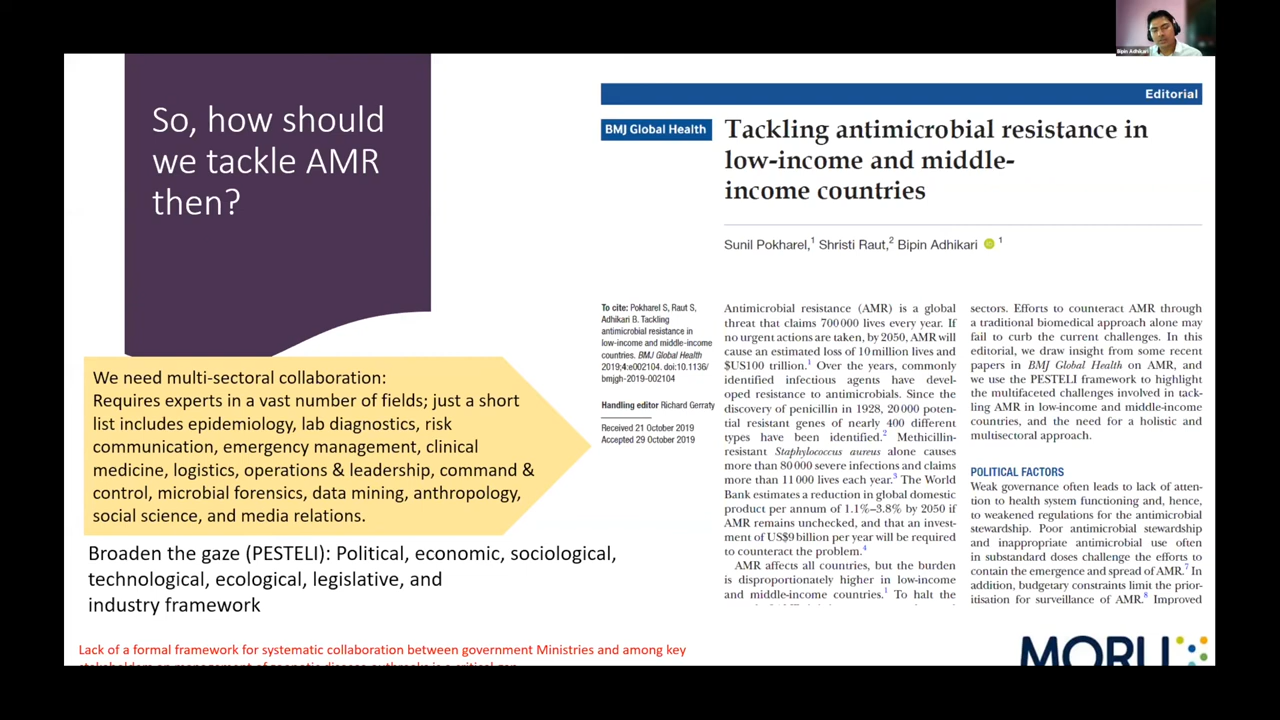 Bipin Adhikari
So, how should
we tackle AMR
then?
We need multi-sectoral collaboration:
Requires experts in a vast number of fields; just a short
list includes epidemiology, lab diagnostics, risk
communication, emergency management, clinical
medicine, logistics, operations & leadership, command &
control, microbial forensics, data mining, anthropology,
social science, and media relations.
Broaden the gaze (PESTELI): Political, economic, sociological,
technological, ecological, legislative, and
industry framework
Lack of a formal framework for systematic collaboration between government Ministries and among key
Editorial
BMJ Global Health
Tackling antimicrobial resistance in
low-income and middle-
income countries
Sunil Pokharel,1 Shristi Raut,2 Bipin Adhikari 1
To cite: Pokharel S, Raut S,
Adhikari B. Tackling
antimicrobial resistance in
low-income and middle-income
countries. BMJ Global Health
2019;4:e002104. doi:10.1136/
bmjgh-2019-002104
Handling editor Richard Gerraty
Received 21 October 2019
Accepted 29 October 2019
Antimicrobial resistance (AMR) is a global
threat that claims 700 000 lives every year. If
no urgent actions are taken, by 2050, AMR will
cause an estimated loss of 10 million lives and
$US100 trillion.1 Over the years, commonly
identified infectious agents have devel-
oped resistance to antimicrobials. Since the
discovery of penicillin in 1928, 20 000 poten-
tial resistant genes of nearly 400 different
types have been identified.2 Methicillin-
resistant Staphylococcus aureus alone causes
more than 80 000 severe infections and claims
more than 11 000 lives each year.3 The World
Bank estimates a reduction in global domestic
product per annum of 1.1%–3.8% by 2050 if
AMR remains unchecked, and that an invest-
ment of US$9 billion per year will be required
to counteract the problem.4
AMR affects all countries, but the burden
is disproportionately higher in low-income
and middle-income countries.1 To halt the
sectors. Efforts to counteract AMR through
a traditional biomedical approach alone may
fail to curb the current challenges. In this
editorial, we draw insight from some recent
papers in BMJ Global Health on AMR, and
we use the PESTELI framework to highlight
the multifaceted challenges involved in tack-
ling AMR in low-income and middle-income
countries, and the need for a holistic and
multisectoral approach.
POLITICAL FACTORS
Weak governance often leads to lack of atten-
tion to health system functioning and, hence,
to weakened regulations for the antimicrobial
stewardship. Poor antimicrobial stewardship
and inappropriate antimicrobial use often
in substandard doses challenge the efforts to
contain the emergence and spread of AMR.7 In
addition, budgetary constraints limit the prior-
itisation for surveillance of AMR.8 Improved
MORU